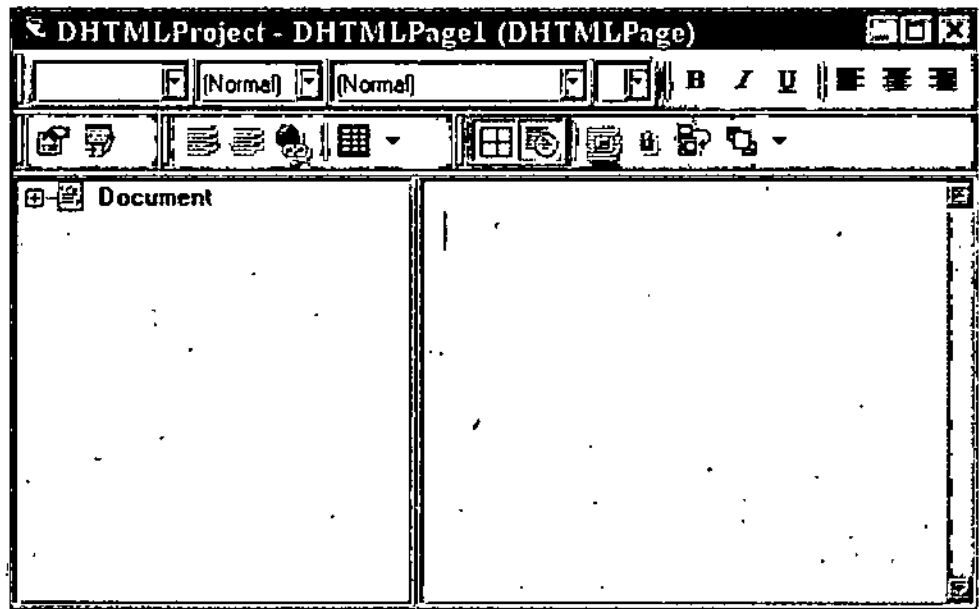 DHTMLProject - DHTMLPage1 (DHTMLPage)
(Normal) (Normal) B I U
Document